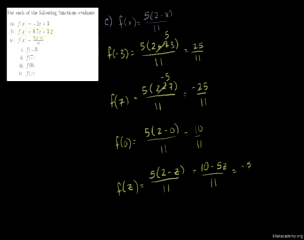 For each of the following functions evaluate
c) f(x) = 5(2-x)/11
f(-3) = 5(2+3)/11 = 25/11
5
f(7) = 5(2-7)/11 = -25/11
-5
f(0) = 5(2-0)/11 = 10/11
f(z) = 5(2-z)/11 = 10-5z/11 = -5